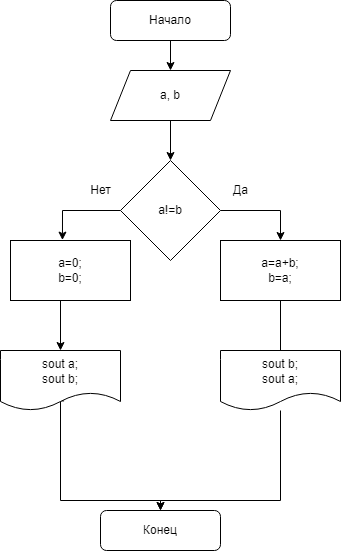 Начало
a, b
a!=b
Нет
Да
a=0;
b=0;
a=a+b;
b=a;
sout a;
sout b;
sout b;
sout a;
Конец